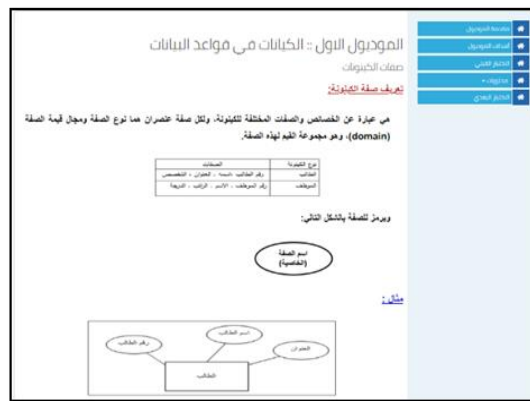 الموديول الاول :: الكيانات في قواعد البيانات
صفات الكينونات
تعريف صفة الكينونة:
هي عبارة عن الخصائص والصفات المختلفة للكينونة، ولكل صفة عنصران هما نوع الصفة ومجال قيمة الصفة
(domain)، وهو مجموعة القيم لهذه الصفة.
نوع الكينونة الصفات
الطالب رقم الطالب ،اسمه ، العنوان ، التخصص
الموظف رقم الموظف ، الاسم ، الراتب ، الدرجة
ويرمز للصفة بالشكل التالي:
اسم الصفة
(الخاصية)
مثال :
اسم الطالب
رقم الطالب
العنوان
الطالب
مقدمة الموديول
أهداف الموديول
الاختبار القبلي
محتويات
الاختبار البعدي